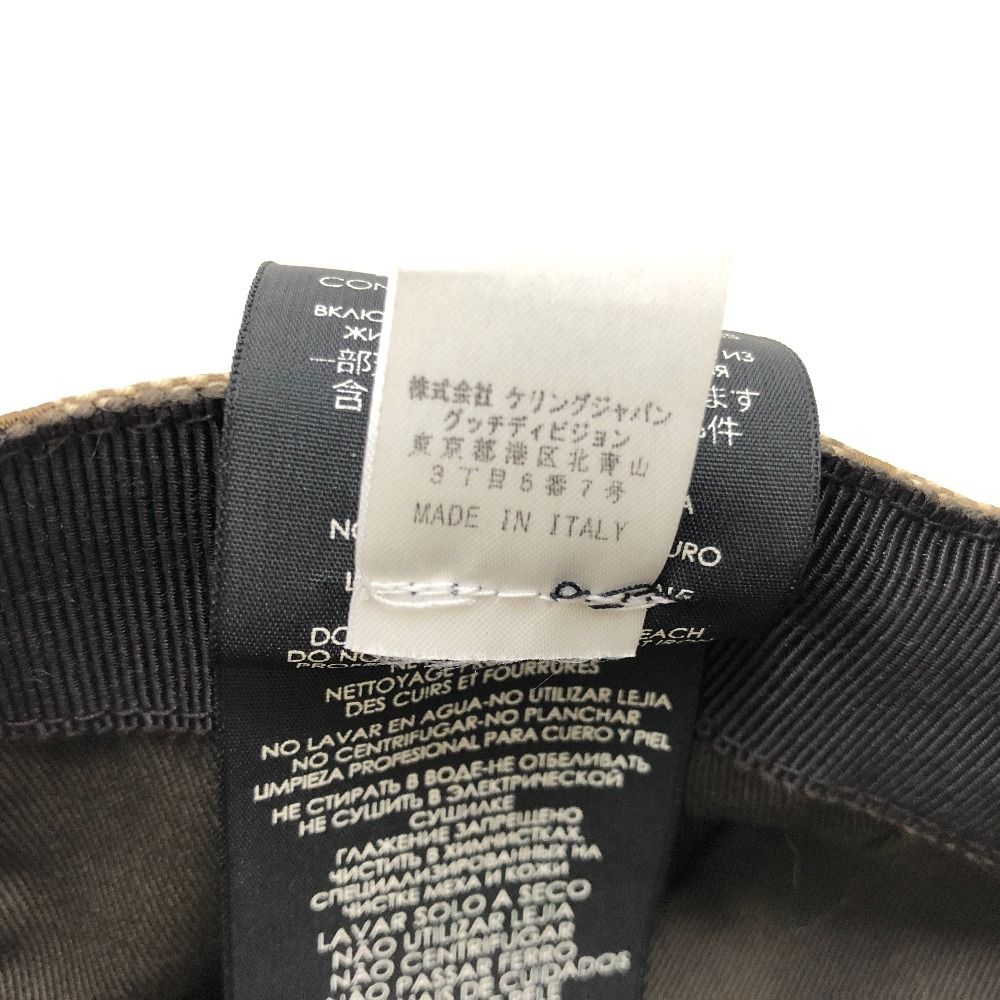 株式会社 ケリングジャパン
グッチディビジョン
東京都港区北青山
3丁目6番7号
MADE IN ITALY
CON
ВКЛЮ
ЖИ
ИЗ
一部
ます
含
件
URO
DO
EACH
DO NO
NETTOYAGE
DES CUIRS ET FOURRURES
NO LAVAR EN AGUA-NO UTILIZAR LEJIA
NO CENTRIFUGAR-NO PLANCHAR
LIMPIEZA PROFESIONAL PARA CUERO Y PIEL
НЕ СТИРАТЬ В ВОДЕ-НЕ ОТБЕЛИВАТЬ
НЕ СУШИТЬ В ЭЛЕКТРИЧЕСКОЙ
СУШИЛКЕ
ГЛАЖЕНИЕ ЗАПРЕЩЕНО
ЧИСТИТЬ В ХИМЧИСТКАХ,
СПЕЦИАЛИЗИРОВАННЫХ НА
ЧИСТКЕ МЕХА И КОЖИ
LAVAR SOLO A SECO
NÃO UTILIZAR LEJIA
NÃO CENTRIFUGAR
NÃO PASSAR FERRO
MAIS DE CUIDADOS
PELE